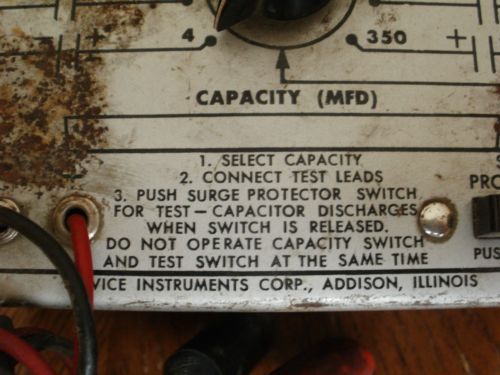 4 350
CAPACITY (MFD)
1. SELECT CAPACITY
2. CONNECT TEST LEADS
3. PUSH SURGE PROTECTOR SWITCH
FOR TEST — CAPACITOR DISCHARGES
WHEN SWITCH IS RELEASED.
DO NOT OPERATE CAPACITY SWITCH
AND TEST SWITCH AT THE SAME TIME
PRO
PUS
VICE INSTRUMENTS CORP., ADDISON, ILLINOIS